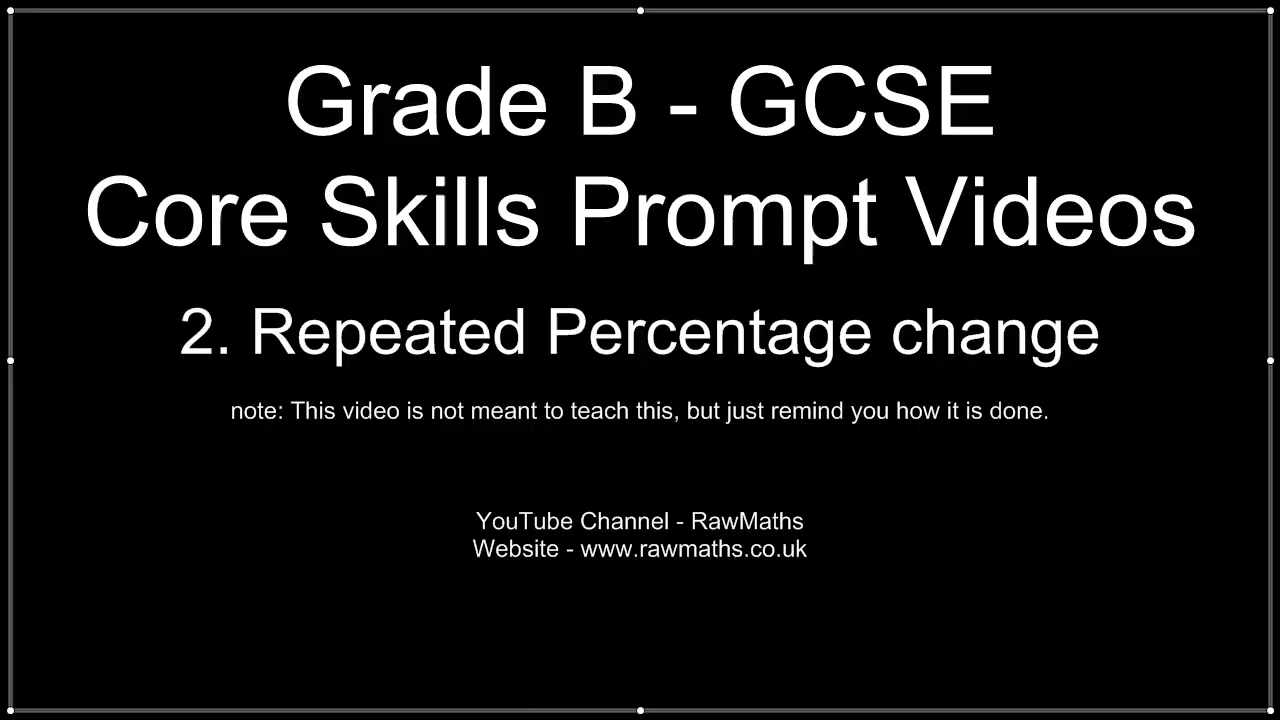 Grade B - GCSE
Core Skills Prompt Videos
2. Repeated Percentage change
note: This video is not meant to teach this, but just remind you how it is done.
YouTube Channel - RawMaths
Website - www.rawmaths.co.uk